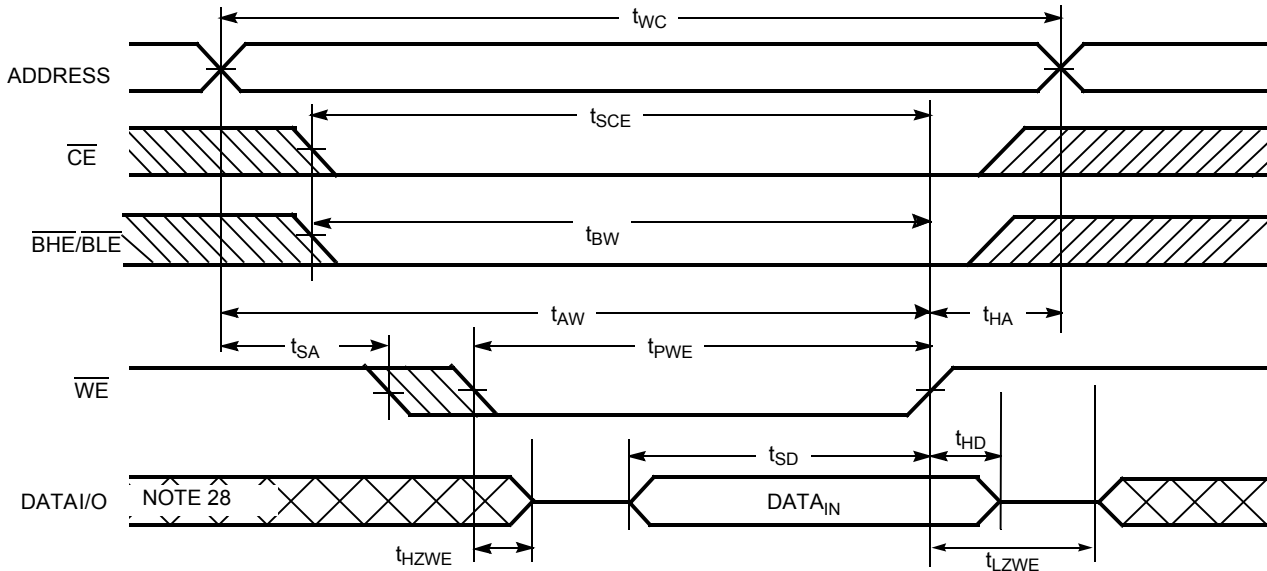 tWC
ADDRESS
tSCE
CE
tBW
BHE/BLE
tAW
tHA
tSA
tPWE
WE
tSD
tHD
DATAI/O
NOTE 28
DATAIN
tHZWE
tLZWE